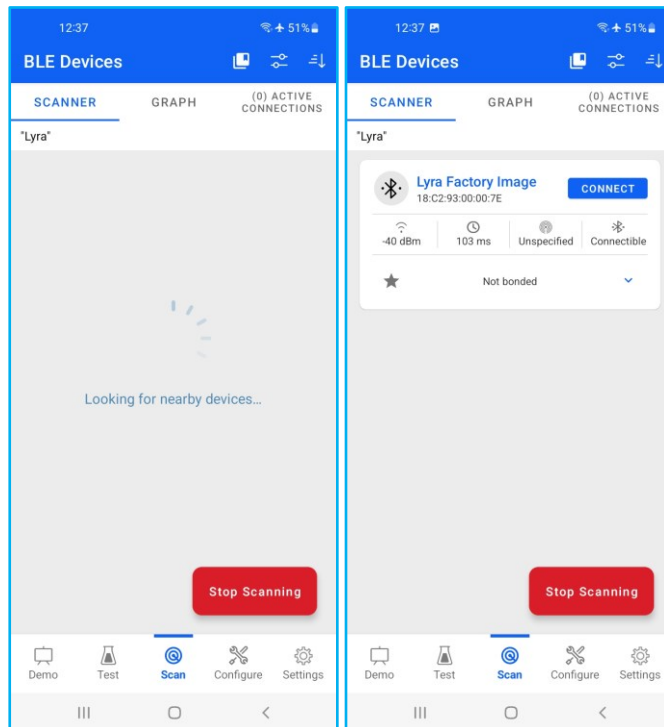 12:37
51%
BLE Devices
SCANNER
GRAPH
(0) ACTIVE
CONNECTIONS
"Lyra"
Looking for nearby devices...
Stop Scanning
Demo
Test
Scan
Configure
Settings
12:37
51%
BLE Devices
SCANNER
GRAPH
(0) ACTIVE
CONNECTIONS
"Lyra"
Lyra Factory Image
18:C2:93:00:00:7E
CONNECT
-40 dBm
103 ms
Unspecified
Connectible
Not bonded
Stop Scanning
Demo
Test
Scan
Configure
Settings